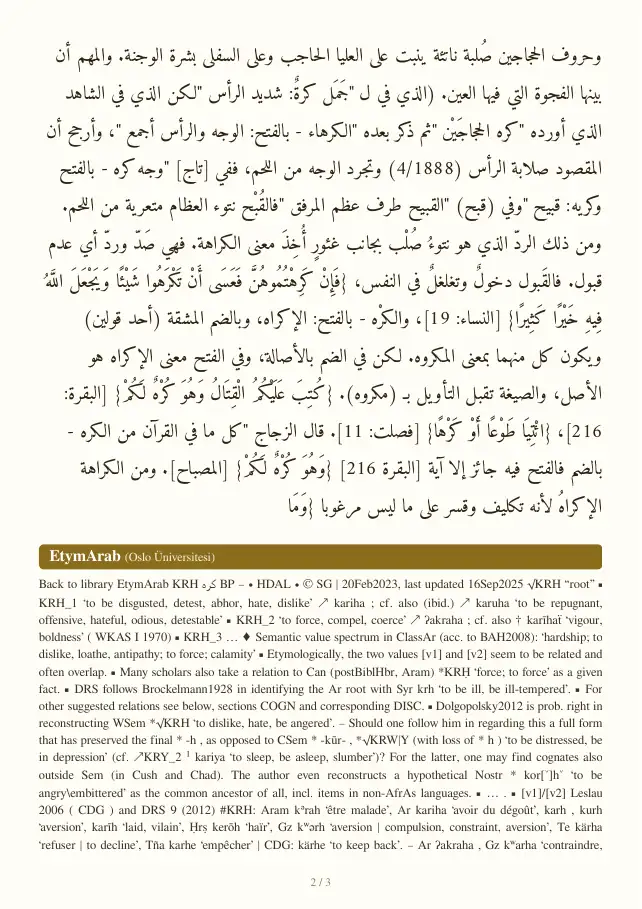 وحروف الحجاجين صُلبة ناتئة ينبت على العليا الحاجب وعلى السفلى بشرة الوجنة. والمهم أن
بينها الفجوة التي فيها العين. (الذي في ل "جَمَل كرةٌ: شديد الرأس "لكن الذي في الشاهد
الذي أورده "كره الحجاجَيْن "ثم ذكر بعده "الكرهاء - بالفتح: الوجه والرأس أجمع "، وأرجح أن
المقصود صلابة الرأس (4/1888) وتجرد الوجه من اللحم، ففي [تاج] "وجه كره - بالفتح
وكريه: قبيح "وفي (قبح) "القبيح طرف عظم المرفق "فالقُبْح نتوء العظام متعرية من اللحم.
ومن ذلك الردّ الذي هو نتوءُ صُلْب بجانب غئورٍ أُخِذَ معنى الكراهة. فهي صَدّ وردّ أي عدم
قبول. فالقَبول دخولٌ وتغلغلٌ في النفس، {فَإِنْ كَرِهْتُمُوهُنَّ فَعَسَى أَنْ تَكْرَهُوا شَيْئًا وَيَجْعَلَ اللَّهُ
فِيهِ خَيْرًا كَثِيرًا} [النساء: 19]، والكرْه - بالفتح: الإكراه، وبالضم المشقة (أحد قولين)
ويكون كل منهما بمعنى المكروه. لكن في الضم بالأصالة، وفي الفتح معنى الإكراه هو
الأصل، والصيغة تقبل التأويل بـ (مكروه). {كُتِبَ عَلَيْكُمُ الْقِتَالُ وَهُوَ كُرْهٌ لَكُمْ} [البقرة:
216]، {ائْتِيَا طَوْعًا أَوْ كَرْهًا} [فصلت: 11]. قال الزجاج "كل ما في القرآن من الكره -
بالضم فالفتح فيه جائز إلا آية [البقرة 216] {وَهُوَ كُرْهٌ لَكُمْ} [المصباح]. ومن الكراهة
الإكراهُ لأنه تكليف وقسر على ما ليس مرغوبا {وَمَا
EtymArab (Oslo Üniversitesi)
Back to library EtymArab KRH كره BP – • HDAL • © SG | 20Feb2023, last updated 16Sep2025 √KRH “root” ▪
KRH_1 ‘to be disgusted, detest, abhor, hate, dislike’ ↗ kariha ; cf. also (ibid.) ↗ karuha ‘to be repugnant,
offensive, hateful, odious, detestable’ ▪ KRH_2 ‘to force, compel, coerce’ ↗ ʔakraha ; cf. also † karīhaẗ ‘vigour,
boldness’ ( WKAS I 1970) ▪ KRH_3 … ♦ Semantic value spectrum in ClassAr (acc. to BAH2008): ‘hardship; to
dislike, loathe, antipathy; to force; calamity’ ▪ Etymologically, the two values [v1] and [v2] seem to be related and
often overlap. ▪ Many scholars also take a relation to Can (postBiblHbr, Aram) *KRḤ ‘force; to force’ as a given
fact. ▪ DRS follows Brockelmann1928 in identifying the Ar root with Syr krh ‘to be ill, be ill-tempered’. ▪ For
other suggested relations see below, sections COGN and corresponding DISC. ▪ Dolgopolsky2012 is prob. right in
reconstructing WSem *√KRH ‘to dislike, hate, be angered’. – Should one follow him in regarding this a full form
that has preserved the final * -h , as opposed to CSem * -kūr- , *√KRW|Y (with loss of * h ) ‘to be distressed, be
in depression’ (cf. ↗KRY_2 ¹ kariya ‘to sleep, be asleep, slumber’)? For the latter, one may find cognates also
outside Sem (in Cush and Chad). The author even reconstructs a hypothetical Nostr * kor[˘]h˘ ‘to be
angry\embittered’ as the common ancestor of all, incl. items in non-AfrAs languages. ▪ … . ▪ [v1]/[v2] Leslau
2006 ( CDG ) and DRS 9 (2012) #KRH: Aram kᵊrah ‘être malade’, Ar kariha ‘avoir du dégoût’, karh , kurh
‘aversion’, karīh ‘laid, vilain’, Ḥrṣ kerōh ‘haïr’, Gz kʷərh ‘aversion | compulsion, constraint, aversion’, Te kärha
‘refuser | to decline’, Tña karhe ‘empêcher’ | CDG: kärhe ‘to keep back’. – Ar ʔakraha , Gz kʷarha ‘contraindre,
2 / 3